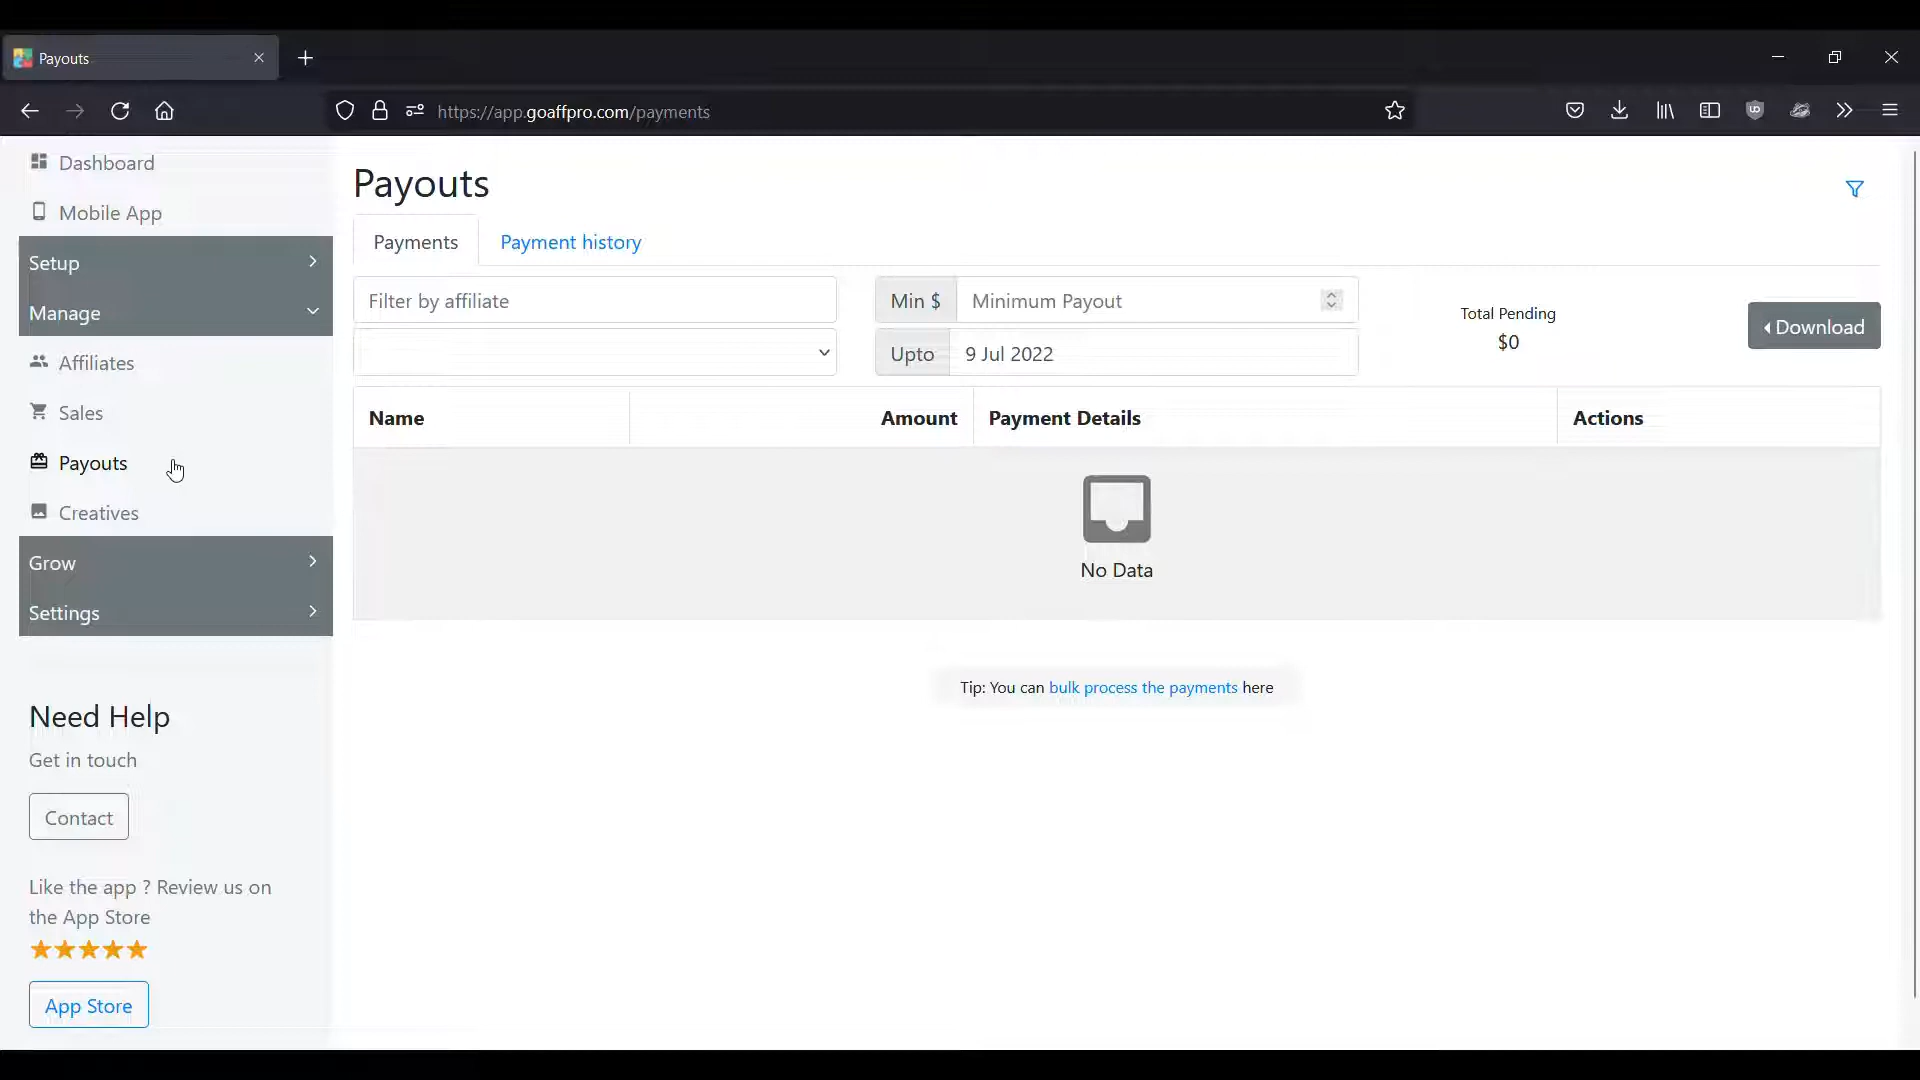 Payouts
https://app.goaffpro.com/payments
Dashboard
Mobile App
Setup
Manage
Affiliates
Sales
Payouts
Creatives
Grow
Settings
Need Help
Get in touch
Contact
Like the app ? Review us on
the App Store
App Store
Payouts
Payments
Payment history
Filter by affiliate
Min $ Minimum Payout
Upto 9 Jul 2022
Total Pending
$0
Download
Name Amount Payment Details Actions
No Data
Tip: You can bulk process the payments here